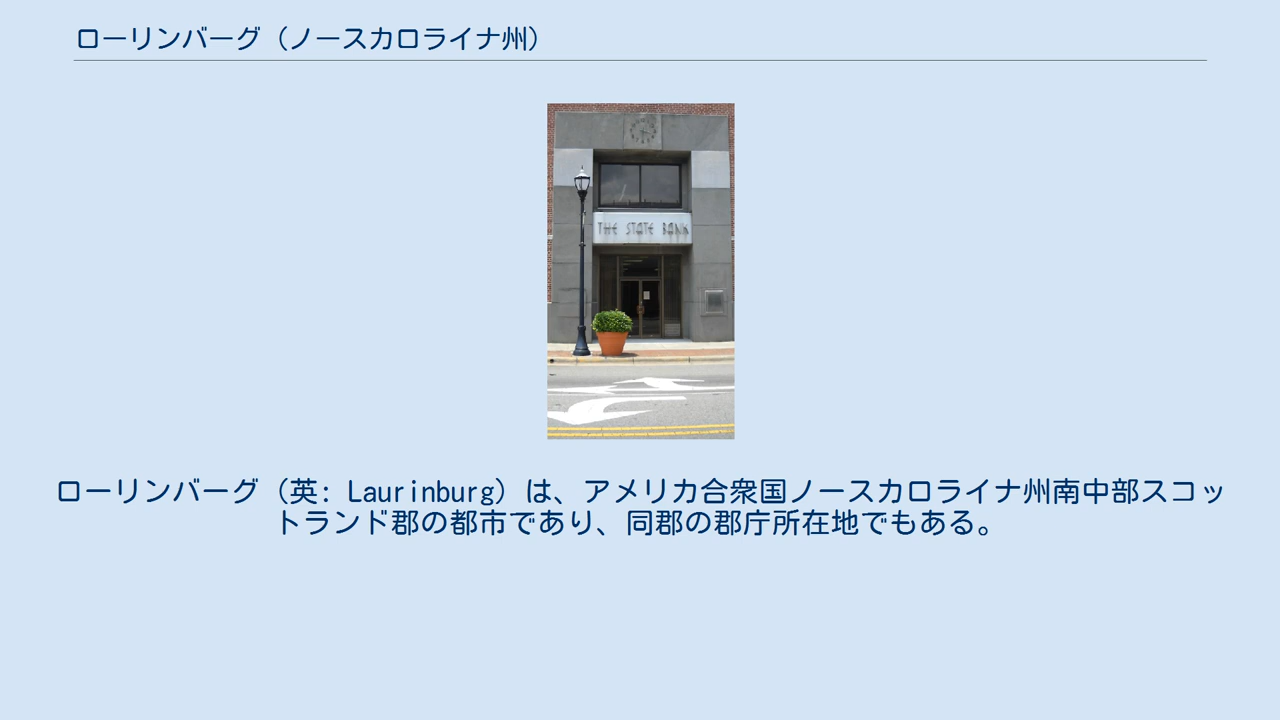 ローリンバーグ（ノースカロライナ州）
THE STATE BANK
ローリンバーグ（英: Laurinburg）は、アメリカ合衆国ノースカロライナ州南中部スコッ
トランド郡の都市であり、同郡の郡庁所在地でもある。